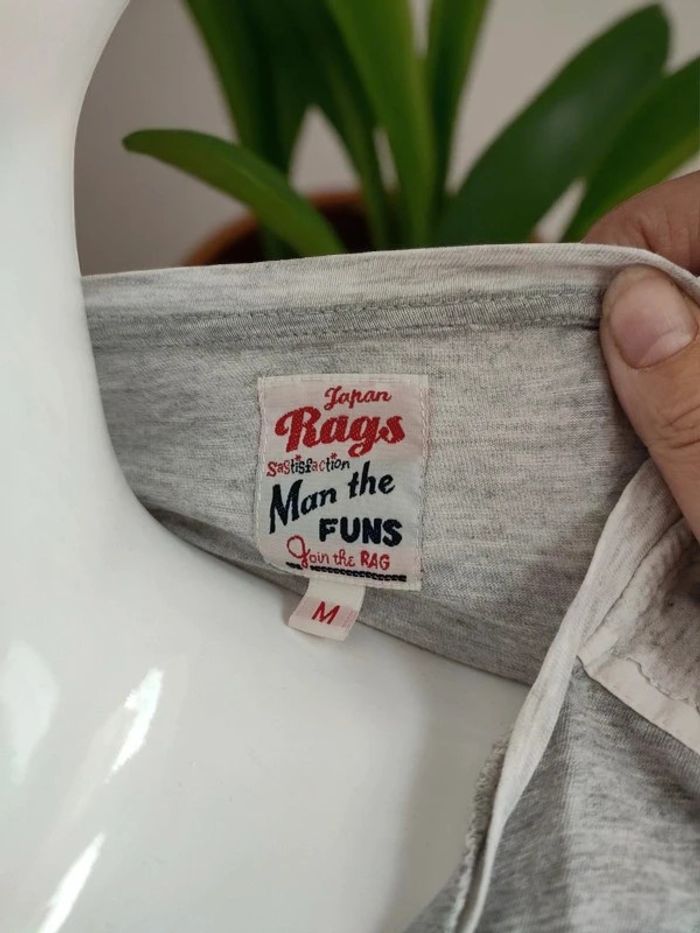 Japan
Rags
Sastisfaction
Man the
FUNS
Join the RAG
M